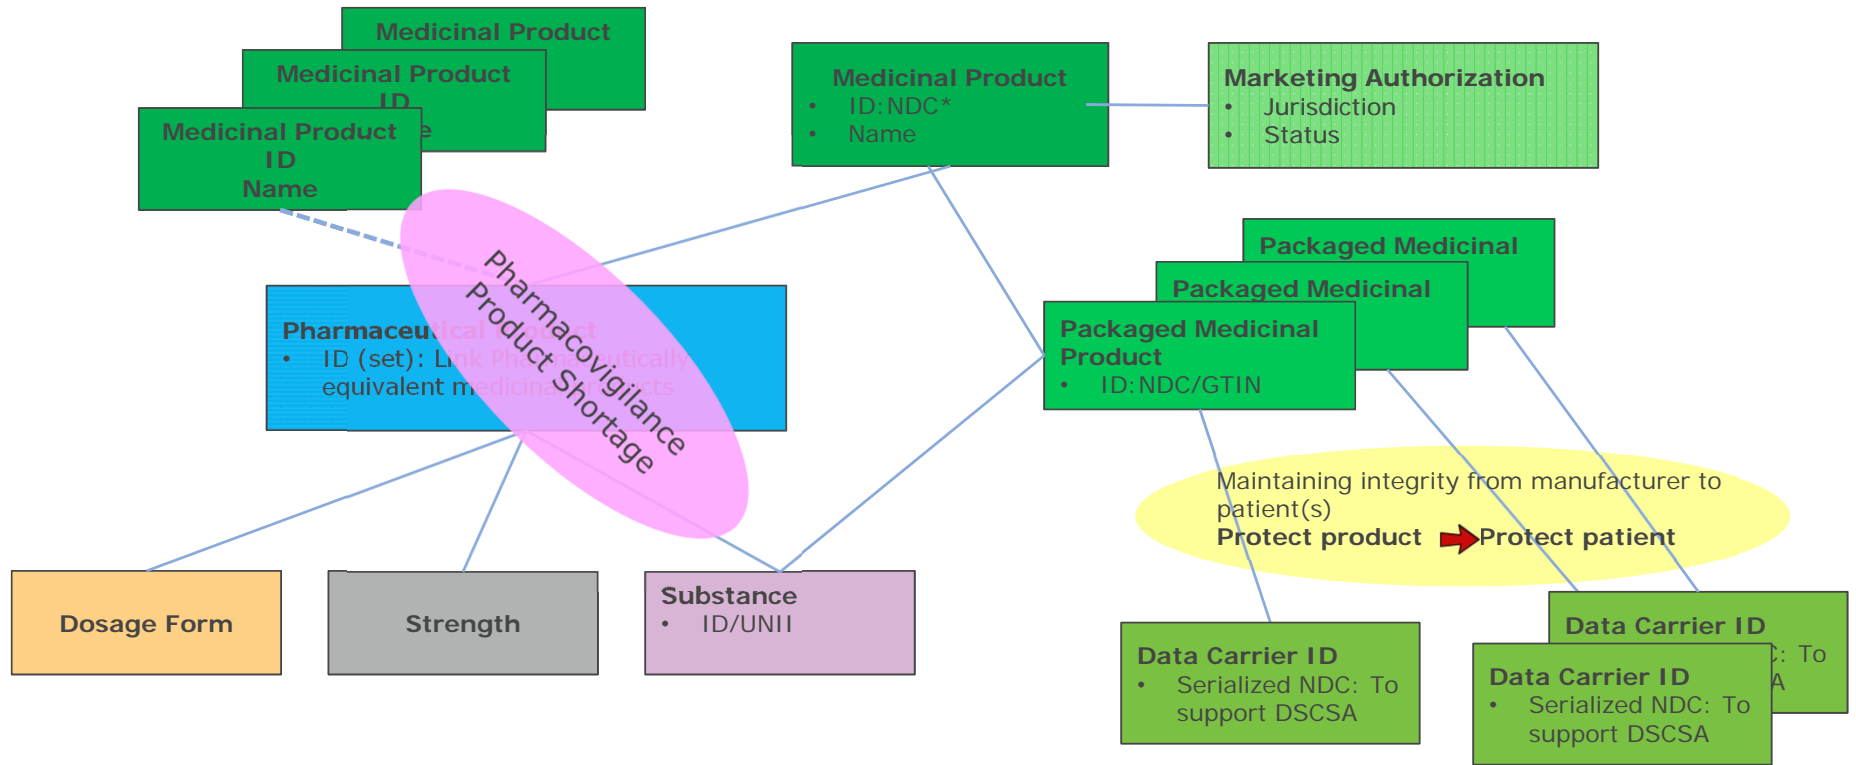 Medicinal Product
Medicinal Product
ID
e
Medicinal Product
ID
Name
Medicinal Product
• ID:NDC*
• Name
Marketing Authorization
• Jurisdiction
• Status
Pharmaceutical Product
• ID (set): Link Pharmaceutically
equivalent medicinal products
Pharmacovigilance
Product Shortage
Packaged Medicinal
Packaged Medicinal
Packaged Medicinal
Product
• ID:NDC/GTIN
Maintaining integrity from manufacturer to
patient(s)
Protect product Protect patient
Dosage Form
Strength
Substance
• ID/UNII
Data Carrier ID
• Serialized NDC: To
support DSCSA
Data Carrier ID
C: To
A
Data Carrier ID
• Serialized NDC: To
support DSCSA